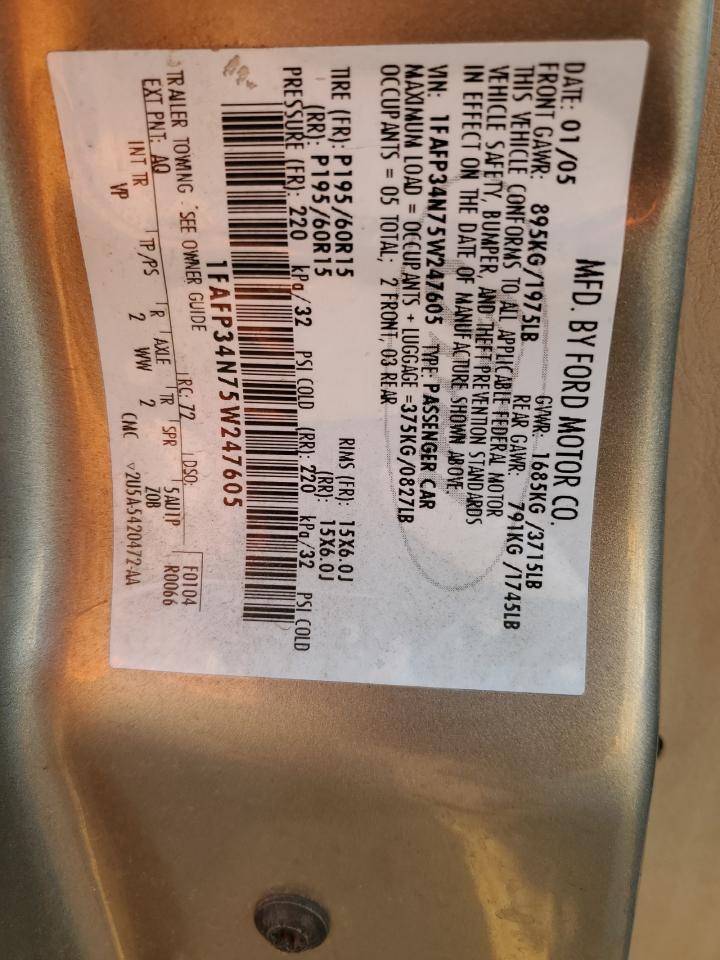 MFD. BY FORD MOTOR CO.
DATE: 01/05 GVWR: 1685KG /3715LB
FRONT GAWR: 895KG/1975LB REAR GAWR: 791KG /1745LB
THIS VEHICLE CONFORMS TO ALL APPLICABLE FEDERAL MOTOR
VEHICLE SAFETY, BUMPER, AND THEFT PREVENTION STANDARDS
IN EFFECT ON THE DATE OF MANUFACTURE SHOWN ABOVE.
VIN: 1FAFP34N75W247605 TYPE: PASSENGER CAR
MAXIMUM LOAD = OCCUPANTS + LUGGAGE =375KG/0827LB
OCCUPANTS = 05 TOTAL; 2 FRONT, 03 REAR
TIRE (FR): P195/60R15 RIMS (FR): 15X6.0J
(RR): P195/60R15 (RR): 15X6.0J
PRESSURE (FR): 220 kPa/32 PSI COLD (RR): 220 kPa/32 PSI COLD
1FAFP34N75W247605
TRAILER TOWING - SEE OWNER GUIDE
EXT PNT: AQ RC: 72 DSO: F0104
R0066
INT TR TP/PS R AXLE TR SPR 5AUTP
VP 2 WW 2 ZOB
CMC 2U5A-5420472-AA